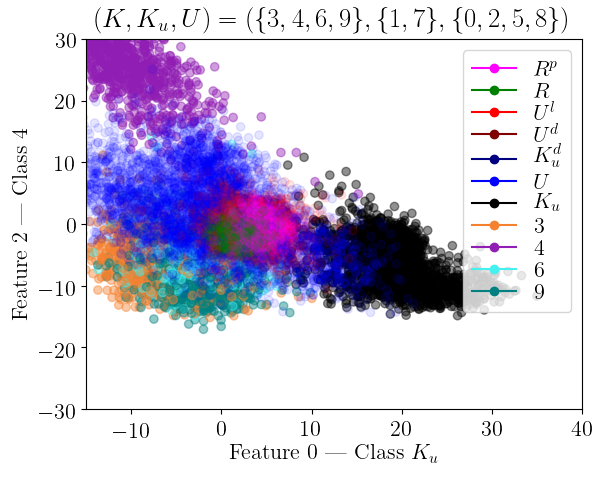 (K, K_u, U) = ({3, 4, 6, 9}, {1, 7}, {0, 2, 5, 8})
Feature 2 — Class 4
30
20
10
0
−10
−20
−30
R^p
R
U^l
U^d
K_u^d
U
K_u
3
4
6
9
−10
0
10
20
30
40
Feature 0 — Class K_u